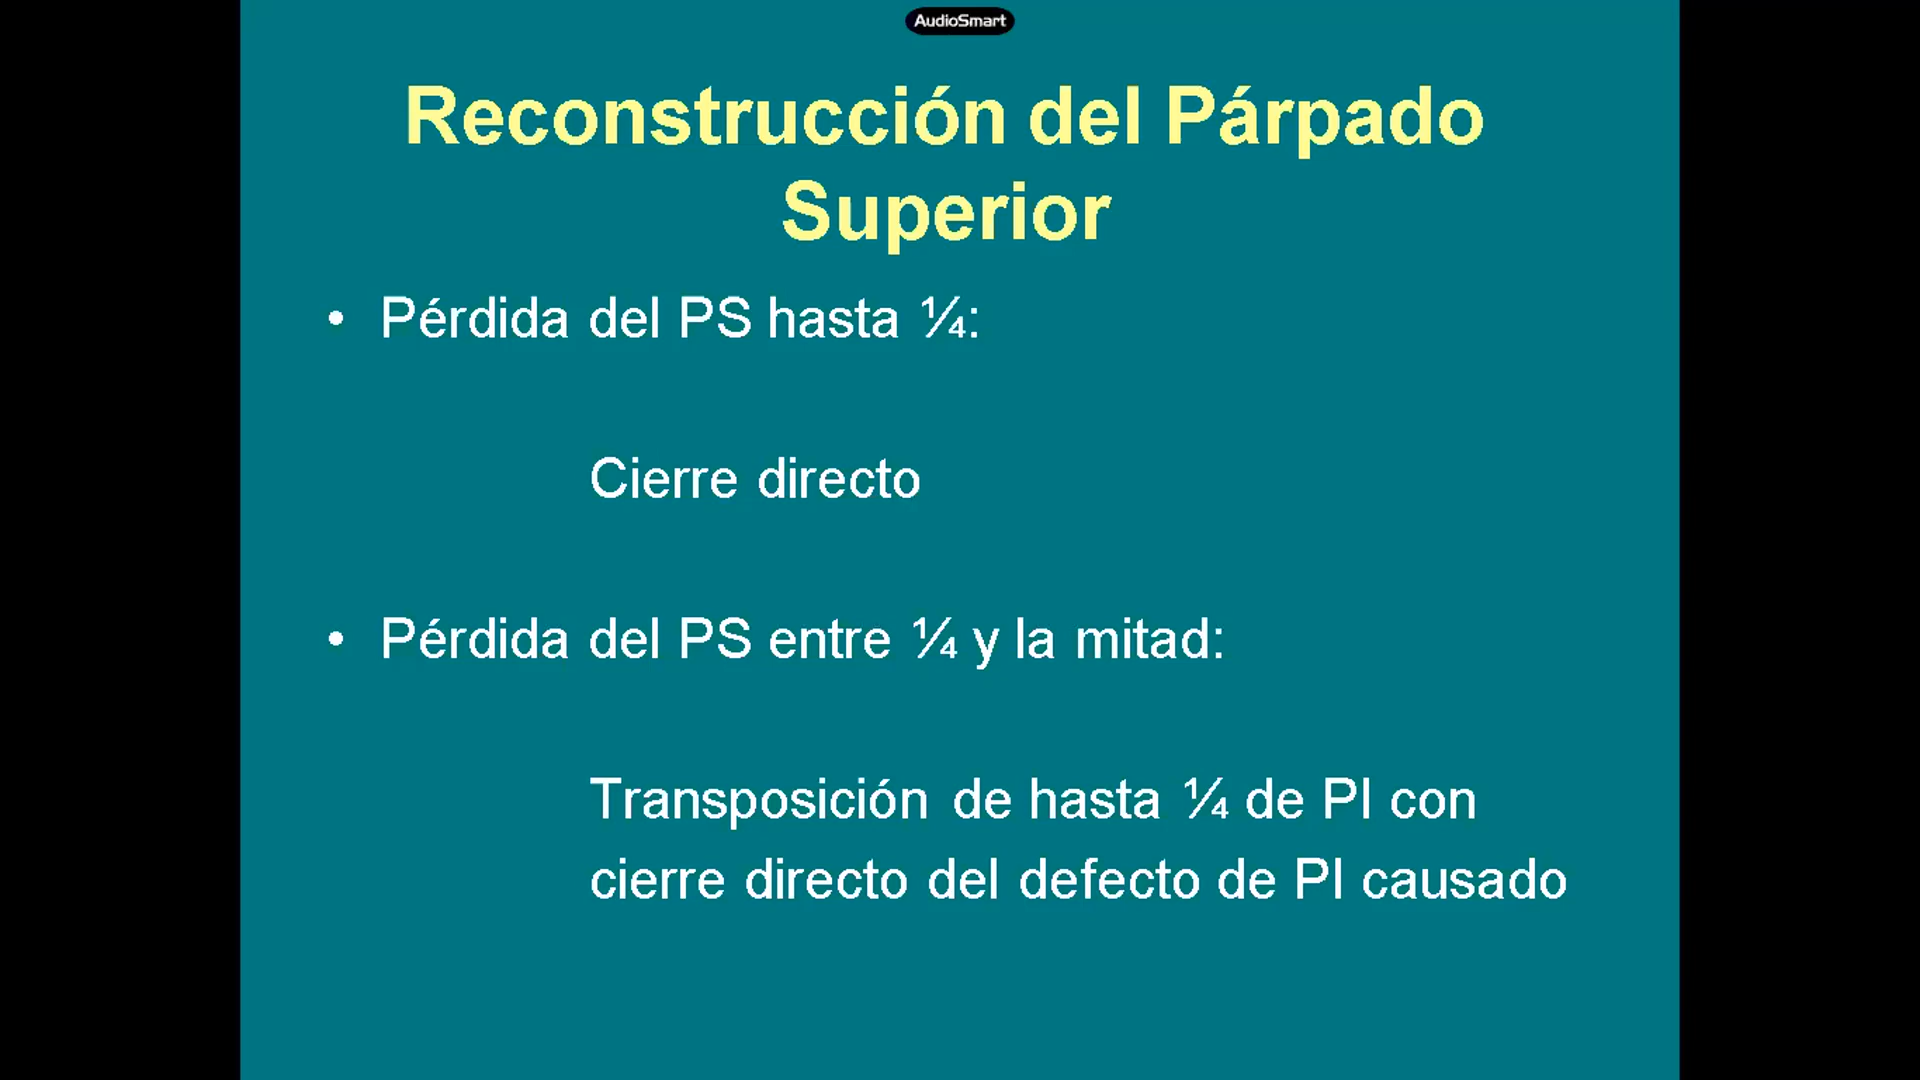 AudioSmart
Reconstrucción del Párpado
Superior
• Pérdida del PS hasta ¼:
Cierre directo
• Pérdida del PS entre ¼ y la mitad:
Transposición de hasta ¼ de PI con
cierre directo del defecto de PI causado